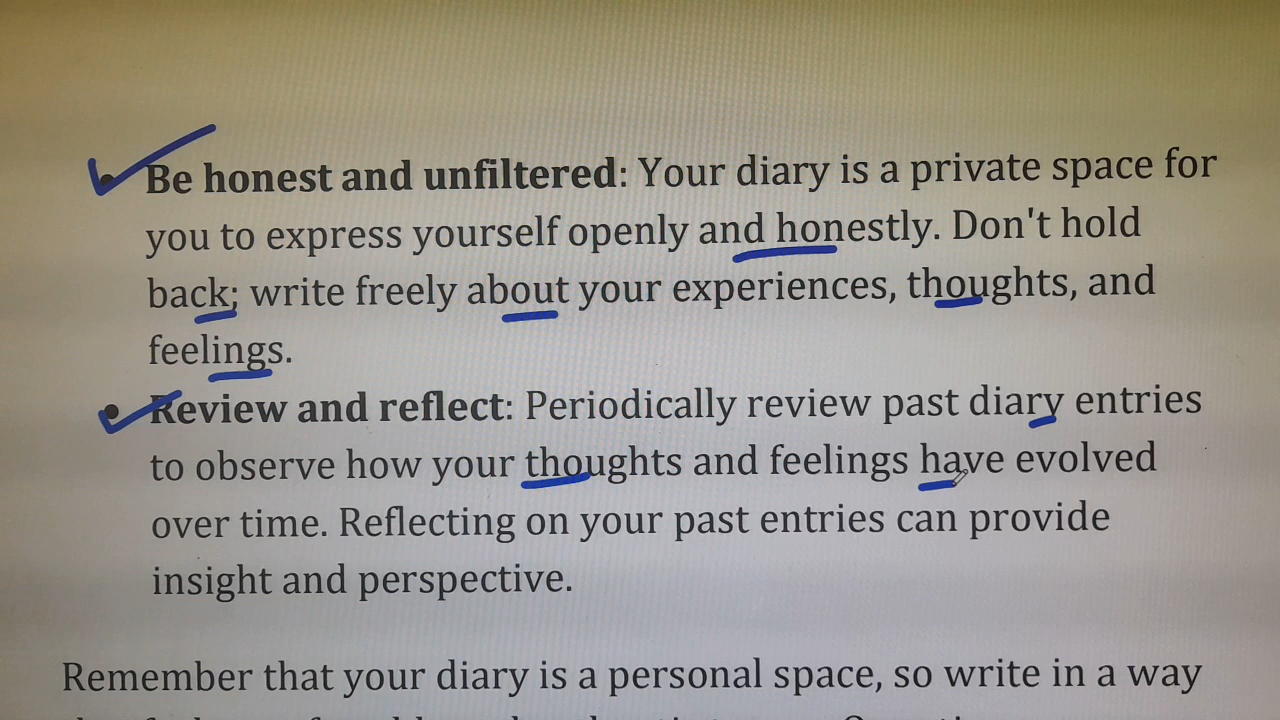 • Be honest and unfiltered: Your diary is a private space for
you to express yourself openly and honestly. Don't hold
back; write freely about your experiences, thoughts, and
feelings.
• Review and reflect: Periodically review past diary entries
to observe how your thoughts and feelings have evolved
over time. Reflecting on your past entries can provide
insight and perspective.
Remember that your diary is a personal space, so write in a way